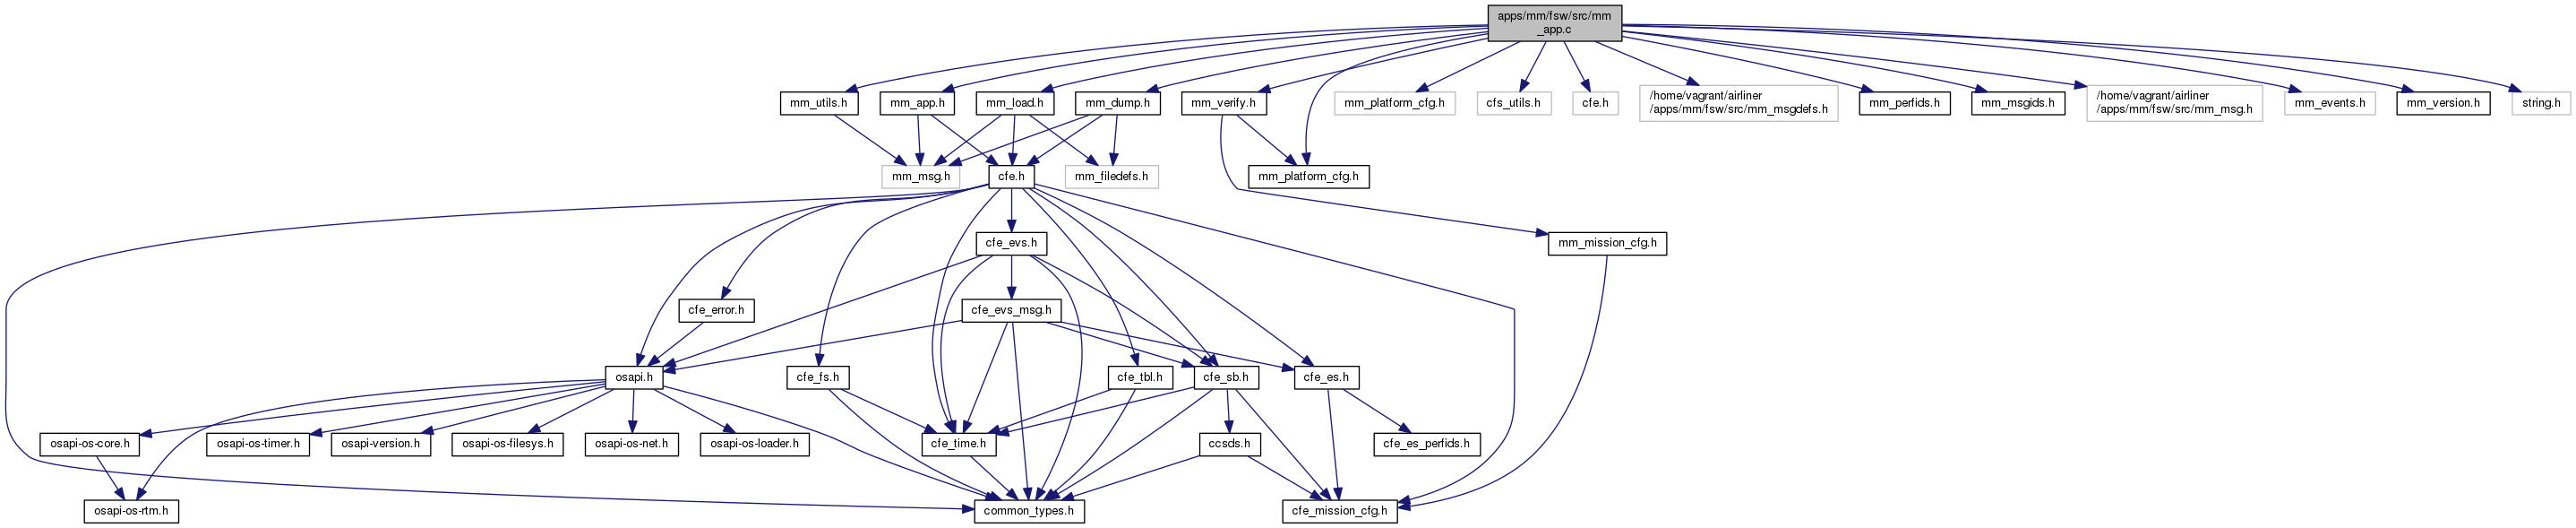 apps/mm/fsw/src/mm
_app.c
mm_utils.h
mm_app.h
mm_load.h
mm_dump.h
mm_verify.h
mm_platform_cfg.h
cfs_utils.h
cfe.h
/home/vagrant/airliner
/apps/mm/fsw/src/mm_msgdefs.h
mm_perfids.h
mm_msgids.h
/home/vagrant/airliner
/apps/mm/fsw/src/mm_msg.h
mm_events.h
mm_version.h
string.h
mm_msg.h
cfe.h
mm_filedefs.h
mm_platform_cfg.h
cfe_evs.h
mm_mission_cfg.h
cfe_error.h
cfe_evs_msg.h
osapi.h
cfe_fs.h
cfe_tbl.h
cfe_sb.h
cfe_es.h
osapi-os-core.h
osapi-os-timer.h
osapi-version.h
osapi-os-filesys.h
osapi-os-net.h
osapi-os-loader.h
cfe_time.h
ccsds.h
cfe_es_perfids.h
osapi-os-rtm.h
common_types.h
cfe_mission_cfg.h